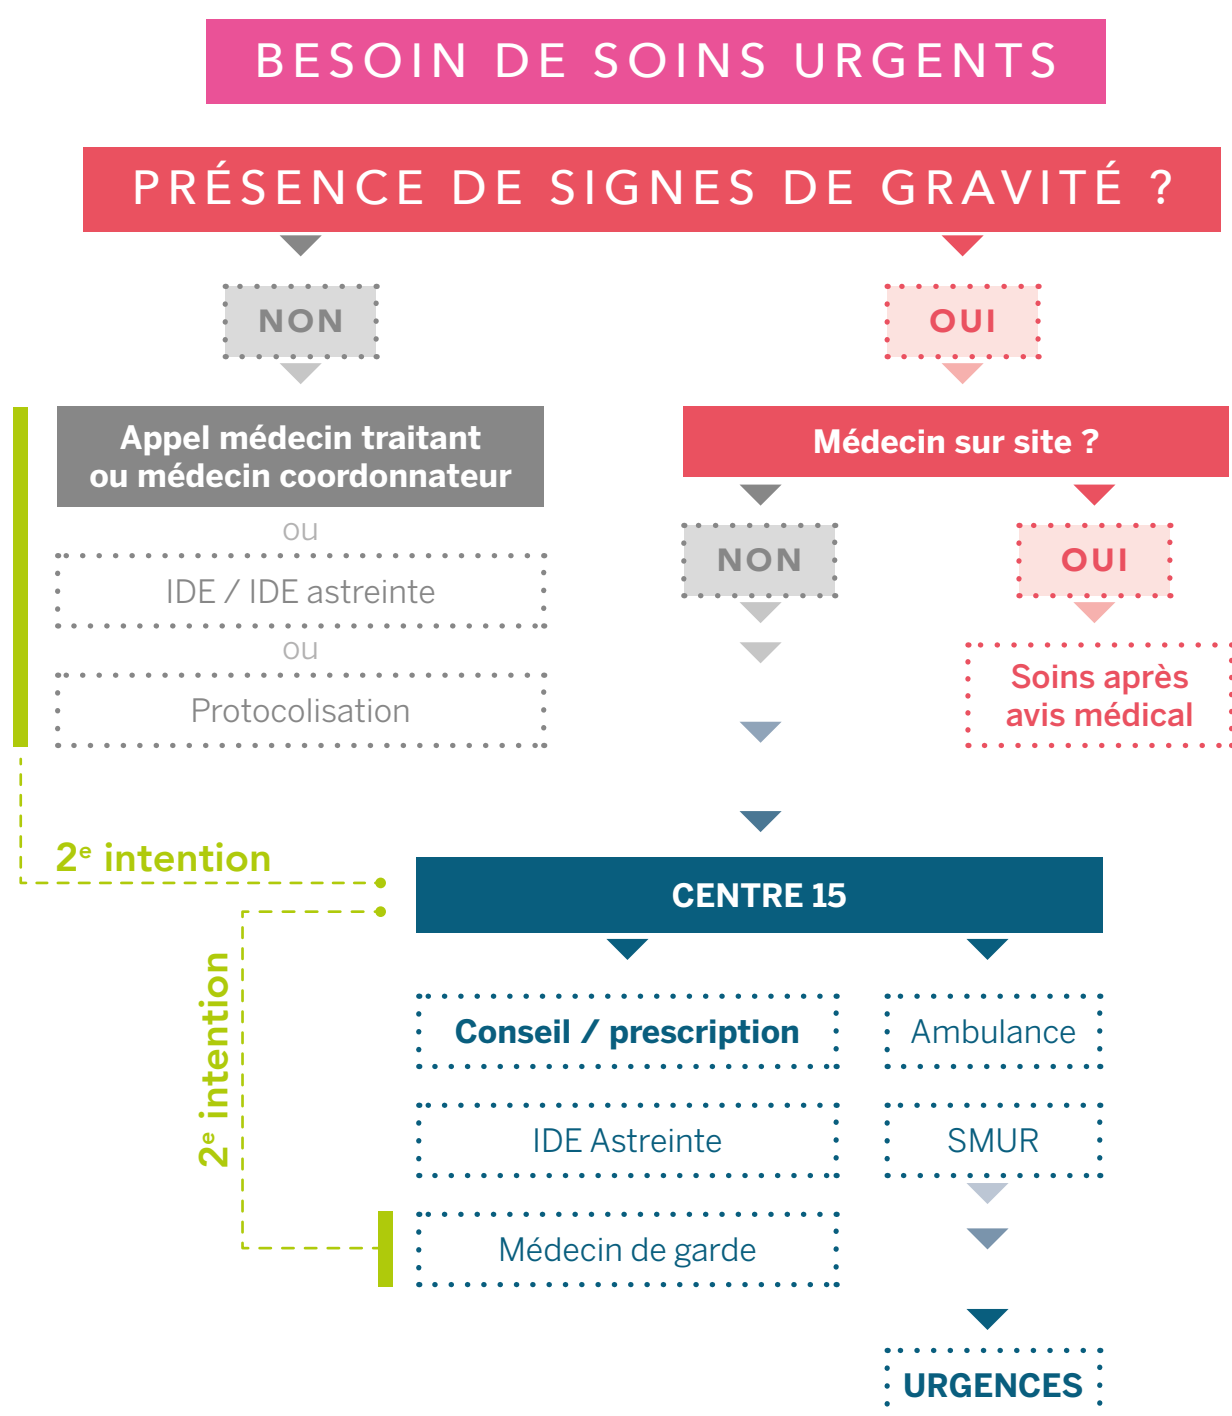 BESOIN DE SOINS URGENTS
PRÉSENCE DE SIGNES DE GRAVITÉ ?
NON
OUI
Appel médecin traitant
ou médecin coordonnateur
ou
IDE / IDE astreinte
ou
Protocolisation
Médecin sur site ?
NON
OUI
Soins après
avis médical
2e intention
CENTRE 15
2e intention
Conseil / prescription
Ambulance
IDE Astreinte
SMUR
Médecin de garde
URGENCES